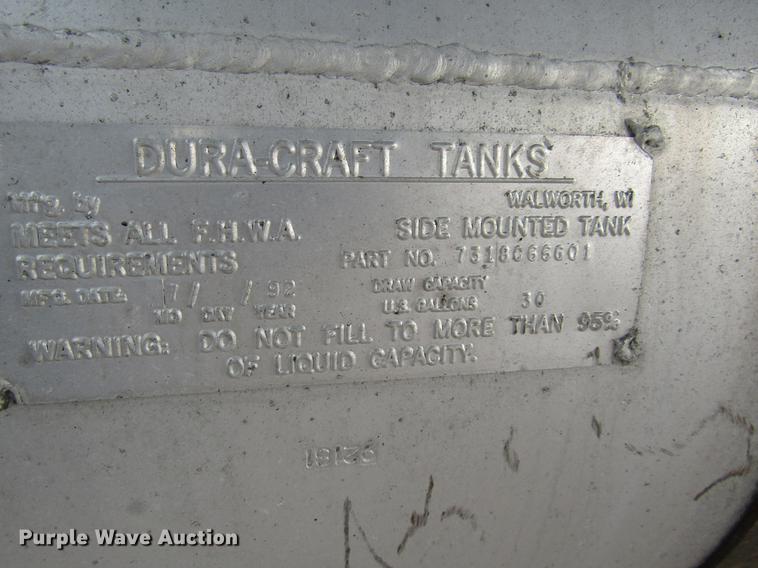 DURA-CRAFT TANKS
Mfg. by WALWORTH, WI
MEETS ALL F.H.W.A. SIDE MOUNTED TANK
REQUIREMENTS PART NO. 7318066601
MFG. DATE: 7/ /92 DRAW CAPACITY
MO DAY YEAR U.S. GALLONS 30
WARNING: DO NOT FILL TO MORE THAN 95%
OF LIQUID CAPACITY.
Purple Wave Auction